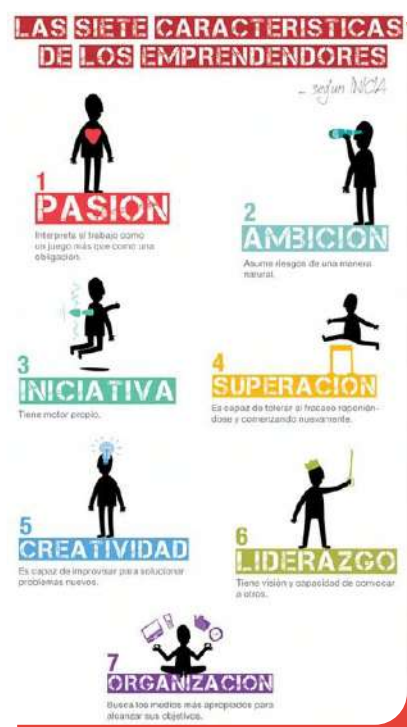 LAS SIETE CARACTERISTICAS
DE LOS EMPRENDENDORES
_ según INICIA
1
PASION
Interpreta el trabajo como
un juego más que como una
obligación.
2
AMBICION
Asume riesgos de una manera
natural.
3
INICIATIVA
Tiene motor propio.
4
SUPERACION
Es capaz de tolerar al fracaso reponién-
dose y comenzando nuevamente.
5
CREATIVIDAD
Es capaz de improvisar para solucionar
problemas nuevos.
6
LIDERAZGO
Tiene visión y capacidad de convocar
a otros.
7
ORGANIZACION
Busca los medios más apropiados para
alcanzar sus objetivos.